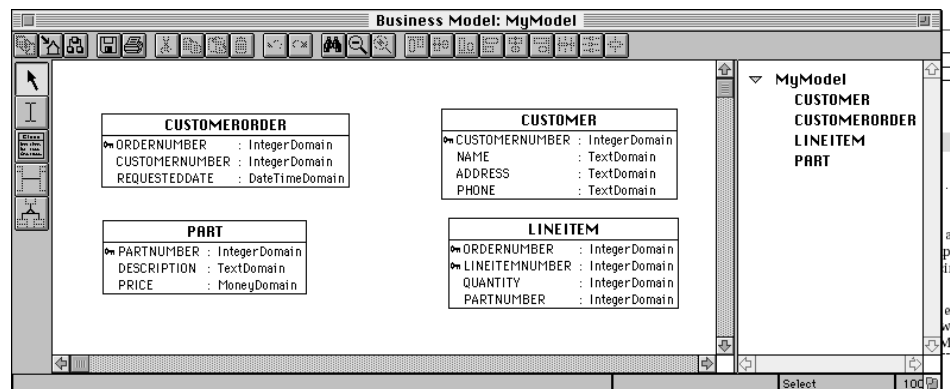 Business Model: MyModel
CUSTOMERORDER
ORDERNUMBER : IntegerDomain
CUSTOMERNUMBER : IntegerDomain
REQUESTEDDATE : DateTimeDomain
CUSTOMER
CUSTOMERNUMBER : IntegerDomain
NAME : TextDomain
ADDRESS : TextDomain
PHONE : TextDomain
PART
PARTNUMBER : IntegerDomain
DESCRIPTION : TextDomain
PRICE : MoneyDomain
LINEITEM
ORDERNUMBER : IntegerDomain
LINEITEMNUMBER : IntegerDomain
QUANTITY : IntegerDomain
PARTNUMBER : IntegerDomain
MyModel
CUSTOMER
CUSTOMERORDER
LINEITEM
PART
Select
100